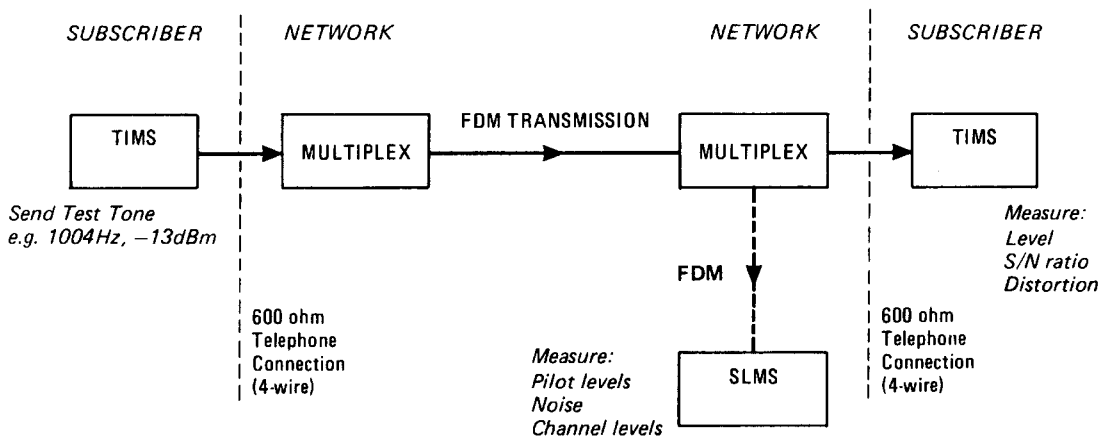 SUBSCRIBER
NETWORK
NETWORK
SUBSCRIBER
TIMS
MULTIPLEX
FDM TRANSMISSION
MULTIPLEX
TIMS
Send Test Tone
e.g. 1004Hz, −13dBm
Measure:
Level
S/N ratio
Distortion
FDM
600 ohm
Telephone
Connection
(4-wire)
600 ohm
Telephone
Connection
(4-wire)
Measure:
Pilot levels
Noise
Channel levels
SLMS